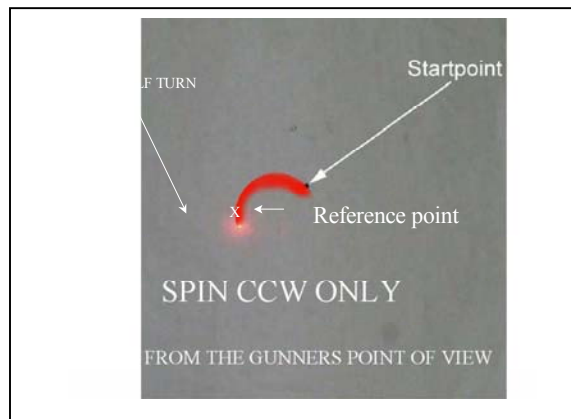 Startpoint
TURN
X
Reference point
SPIN CCW ONLY
FROM THE GUNNERS POINT OF VIEW